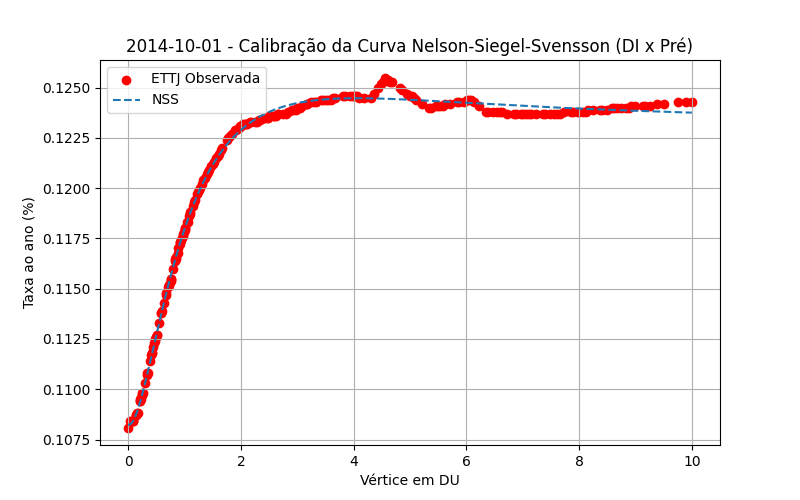 2014-10-01 - Calibração da Curva Nelson-Siegel-Svensson (DI x Pré)
ETTJ Observada
NSS
Taxa ao ano (%)
0.1250
0.1225
0.1200
0.1175
0.1150
0.1125
0.1100
0.1075
0 2 4 6 8 10
Vértice em DU